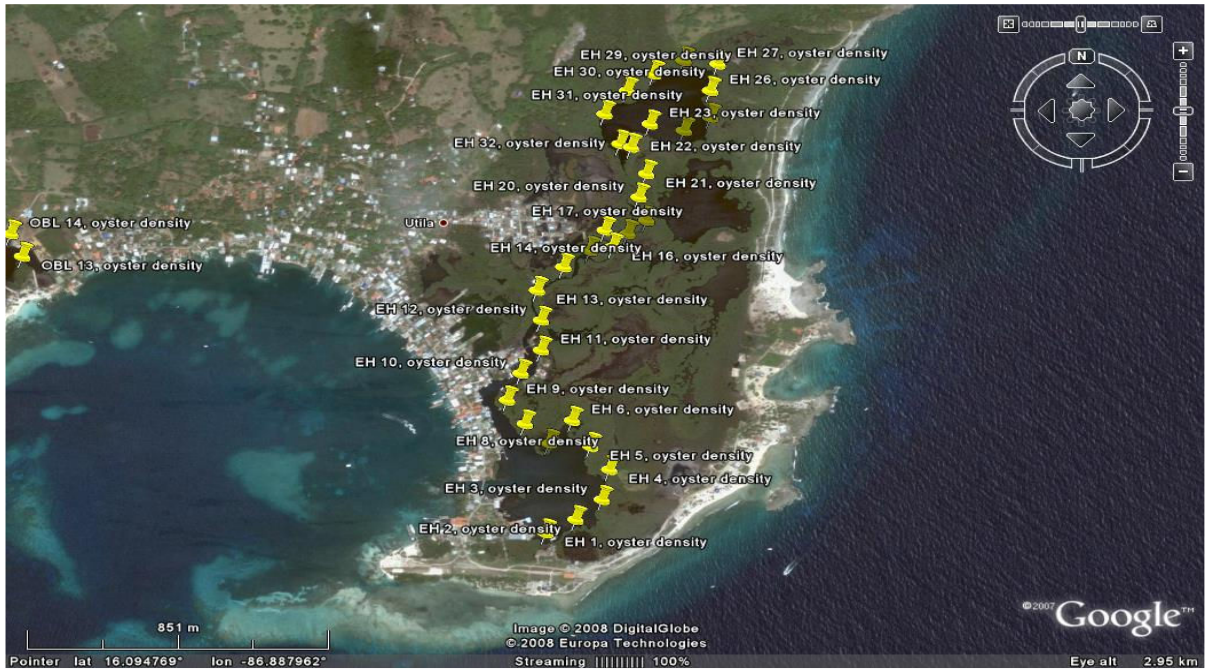 EH 29, oyster density
EH 27, oyster density
EH 30, oyster density
EH 26, oyster density
EH 31, oyster density
EH 23, oyster density
EH 32, oyster density
EH 22, oyster density
EH 20, oyster density
EH 21, oyster density
EH 17, oyster density
OBL 14, oyster density
Utila
EH 14, oyster density
EH 16, oyster density
OBL 13, oyster density
EH 13, oyster density
EH 12, oyster density
EH 11, oyster density
EH 10, oyster density
EH 9, oyster density
EH 6, oyster density
EH 8, oyster density
EH 5, oyster density
EH 4, oyster density
EH 3, oyster density
EH 2, oyster density
EH 1, oyster density
N
851 m
Image © 2008 DigitalGlobe
© 2008 Europa Technologies
©2007 Google™
Pointer lat 16.094769° lon -86.887962° Streaming |||||||||| 100% Eye alt 2.95 km